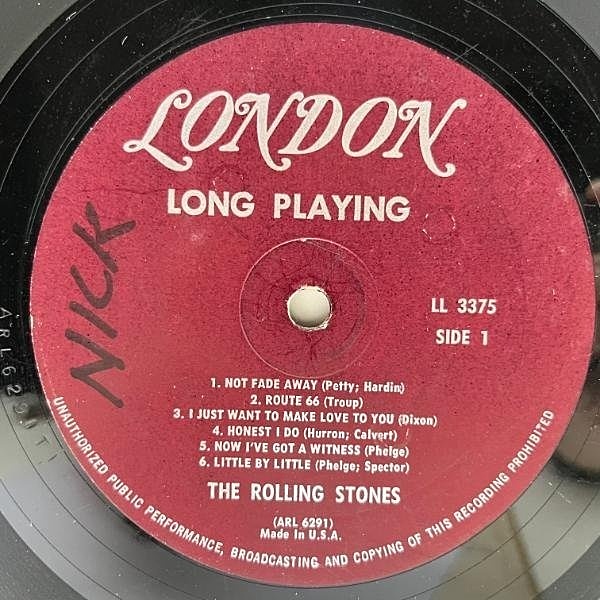 LONDON
LONG PLAYING
NICK
LL 3375
SIDE 1
1. NOT FADE AWAY (Petty; Hardin)
2. ROUTE 66 (Troup)
3. I JUST WANT TO MAKE LOVE TO YOU (Dixon)
4. HONEST I DO (Hurron; Calvert)
5. NOW I'VE GOT A WITNESS (Phelge)
6. LITTLE BY LITTLE (Phelge; Spector)
THE ROLLING STONES
(ARL 6291)
Made In U.S.A.
UNAUTHORIZED PUBLIC PERFORMANCE, BROADCASTING AND COPYING OF THIS RECORDING PROHIBITED